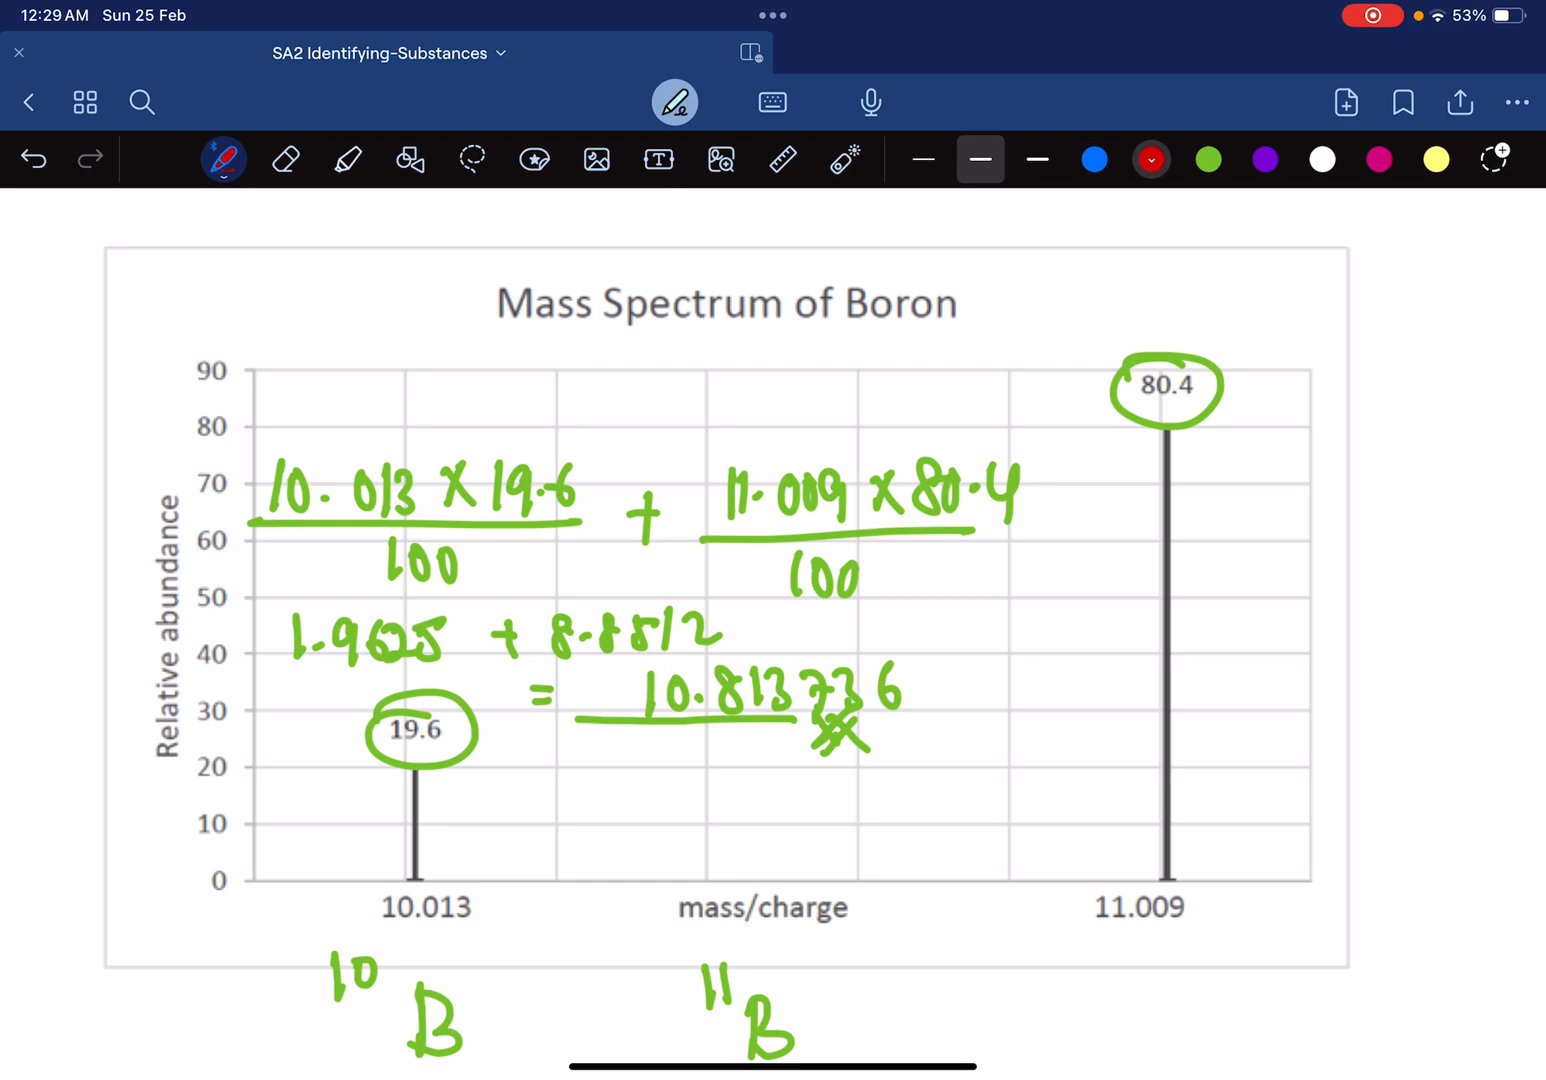 12:29 AM Sun 25 Feb
53%
SA2 Identifying-Substances
T
Mass Spectrum of Boron
90
80.4
80
70
10.013 × 19.6 + 11.009 × 80.4
60
100 100
50
1.9625 + 8.8512
40
= 10.813736
30
19.6
20
10
0
Relative abundance
10.013 mass/charge 11.009
10 B 11 B